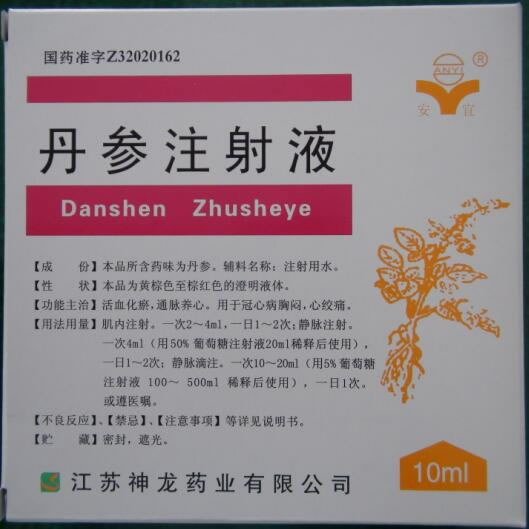 国药准字Z32020162
ANYI
®
安 宜
丹参注射液
Danshen Zhusheye
【成 份】本品所含药味为丹参。辅料名称：注射用水。
【性 状】本品为黄棕色至棕红色的澄明液体。
【功能主治】活血化瘀，通脉养心。用于冠心病胸闷，心绞痛。
【用法用量】肌内注射。一次2～4ml，一日1～2次；静脉注射。
一次4ml（用50%葡萄糖注射液20ml稀释后使用），
一日1～2次；静脉滴注。一次10～20ml（用5%葡萄糖
注射液 100～ 500ml 稀释后使用），一日1次。
或遵医嘱。
【不良反应】、【禁忌】、【注意事项】等详见说明书。
【贮 藏】密封，遮光。
江苏神龙药业有限公司
10ml